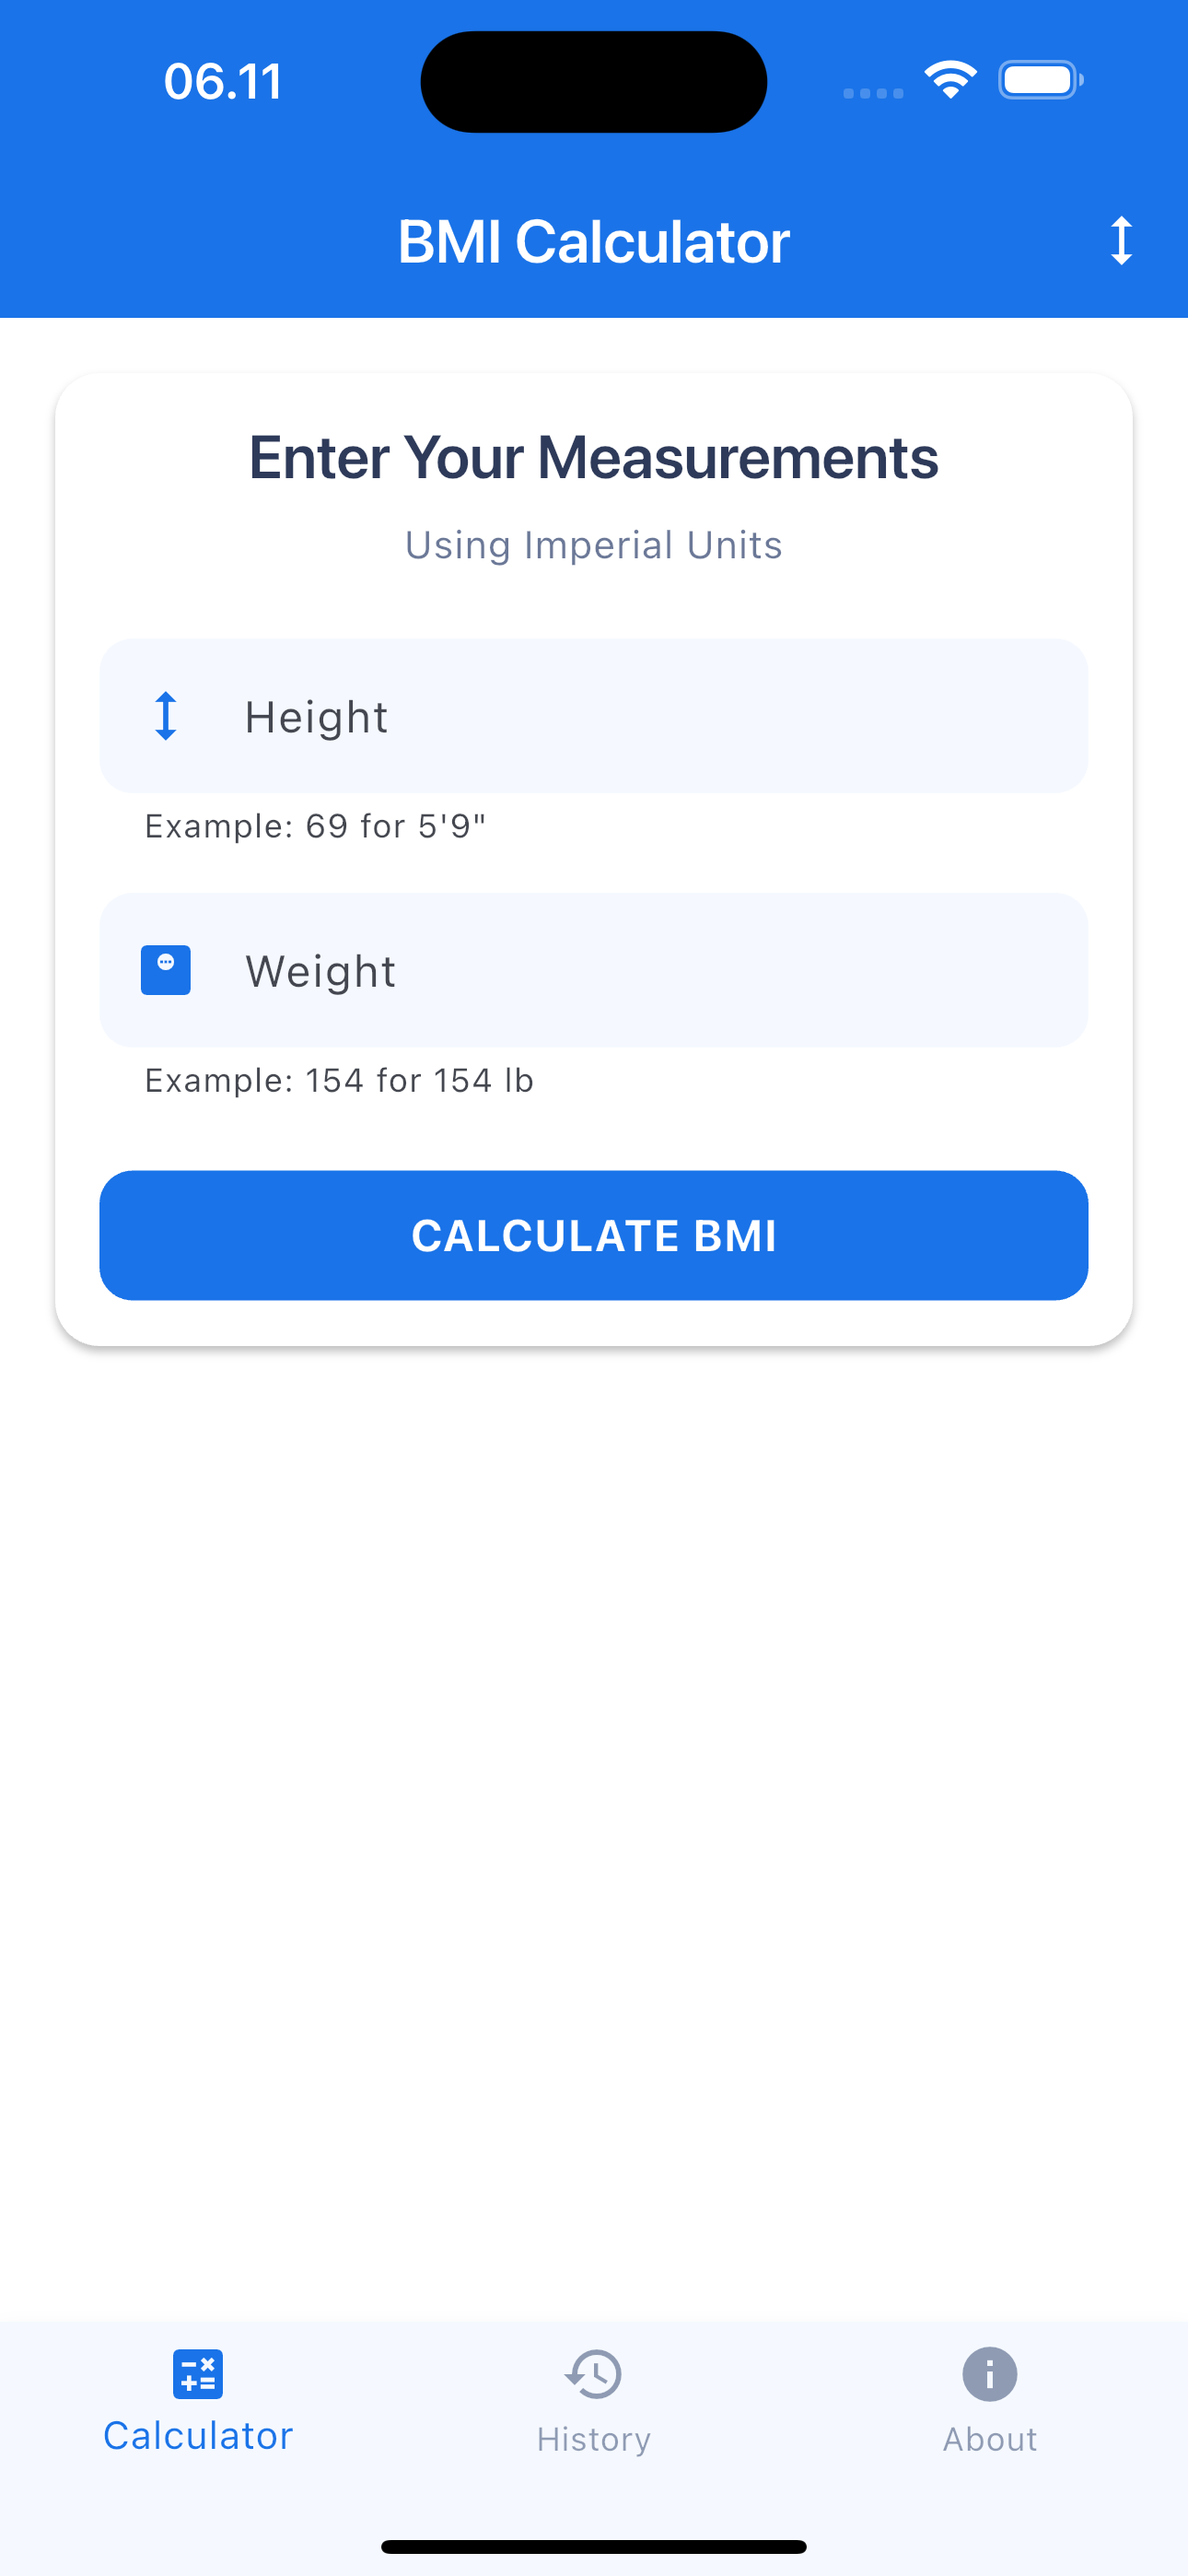 06.11
BMI Calculator
Enter Your Measurements
Using Imperial Units
Height
Example: 69 for 5'9"
Weight
Example: 154 for 154 lb
CALCULATE BMI
Calculator
History
About